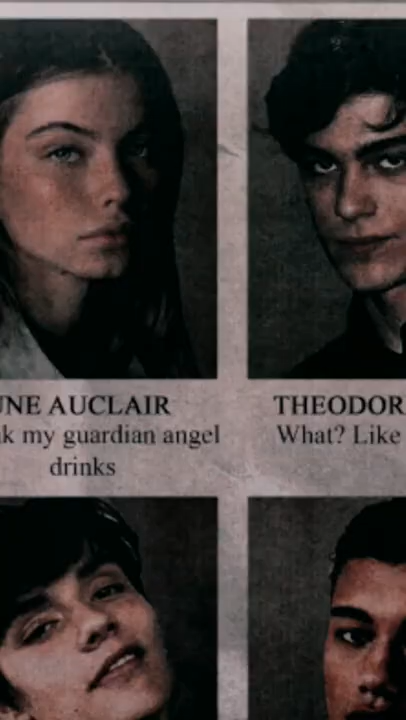 UNE AUCLAIR
k my guardian angel
drinks
THEODOR
What? Like